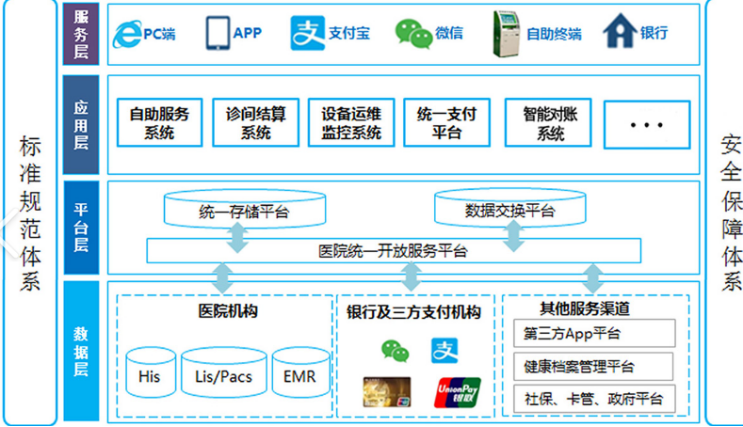 标准规范体系
服务层
PC端
APP
支
支付宝
微信
自助终端
银行
应用层
自助服务
系统
诊间结算
系统
设备运维
监控系统
统一支付
平台
智能对账
系统
...
平台层
统一存储平台
数据交换平台
医院统一开放服务平台
数据层
医院机构
His
Lis/Pacs
EMR
银行及三方支付机构
支
UnionPay
银联
其他服务渠道
第三方App平台
健康档案管理平台
社保、卡管、政府平台
安全保障体系